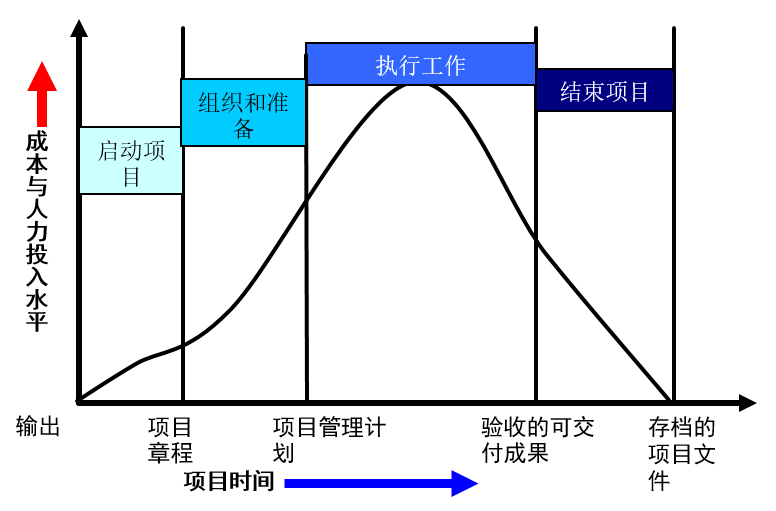 执行工作
结束项目
组织和准
备
启动项
目
成本与人力投入水平
输出
项目
章程
项目管理计
划
验收的可交
付成果
存档的
项目文
件
项目时间